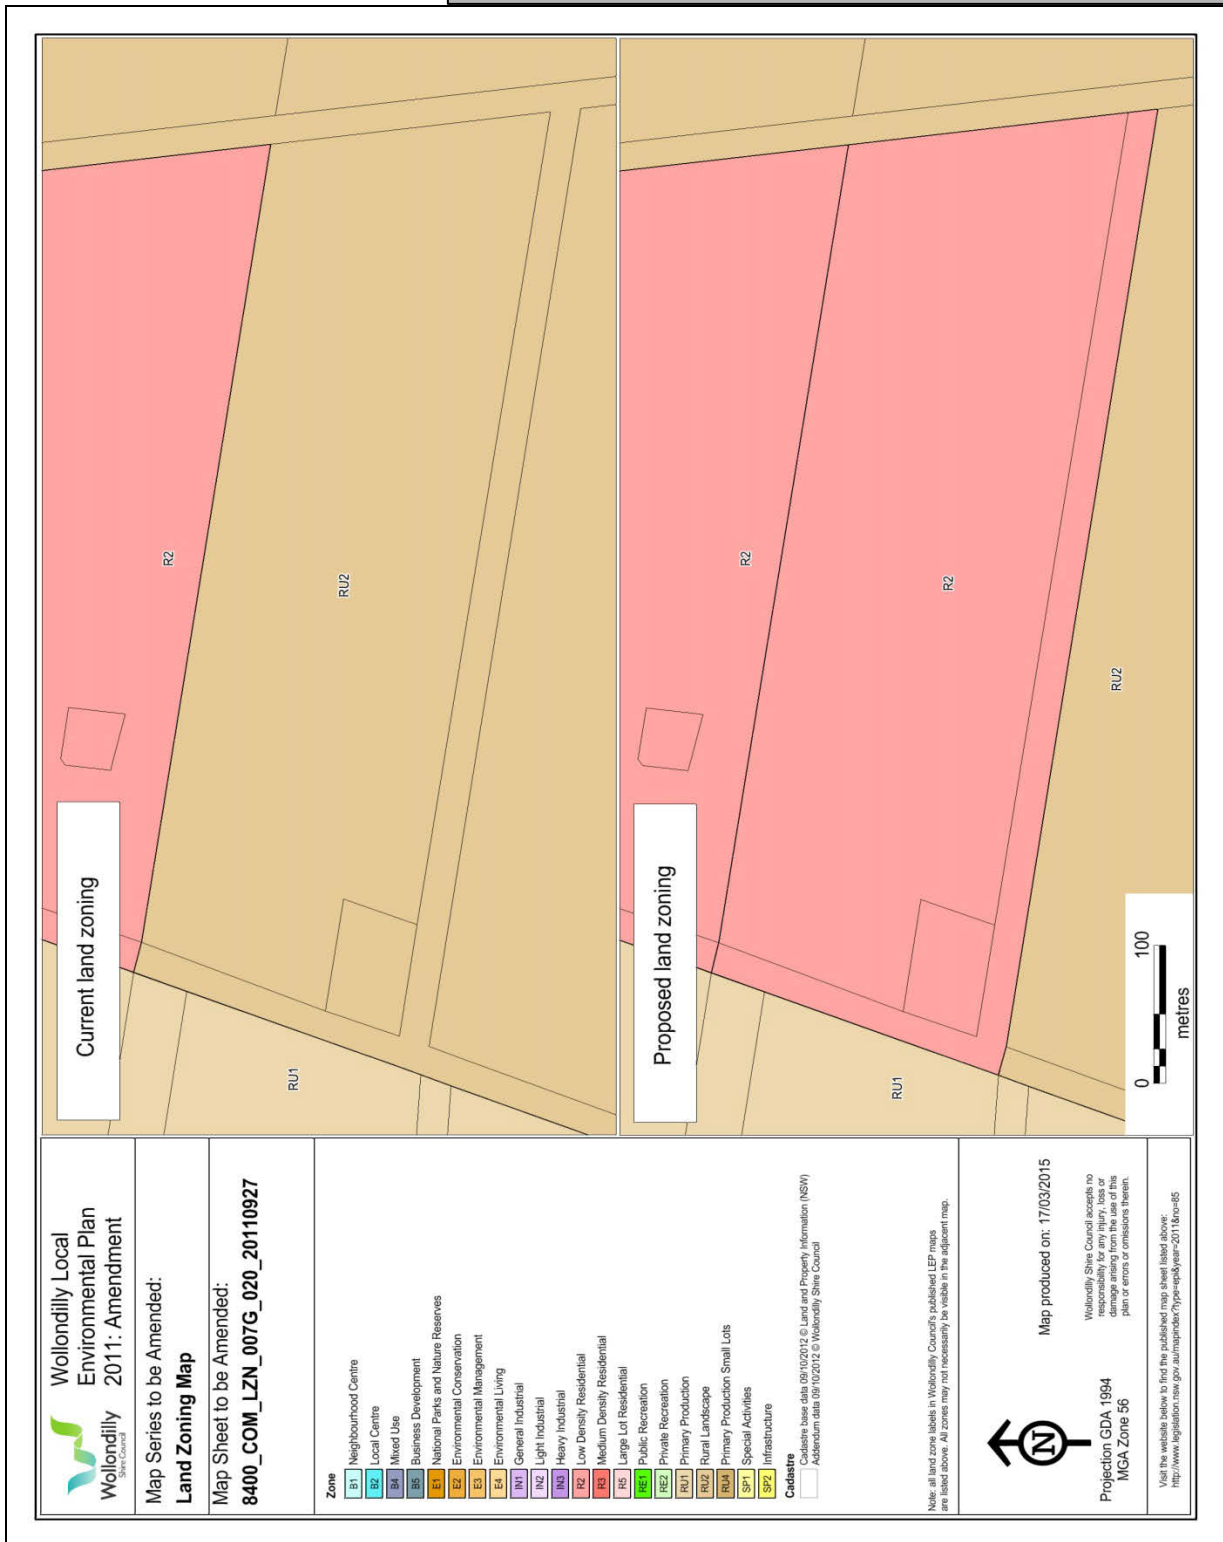 Wollondilly
Shire Council
Wollondilly Local
Environmental Plan
2011: Amendment
Map Series to be Amended:
Land Zoning Map
Map Sheet to be Amended:
8400_COM_LZN_007G_020_20110927
Zone
B1 Neighbourhood Centre
B2 Local Centre
B4 Mixed Use
B5 Business Development
E1 National Parks and Nature Reserves
E2 Environmental Conservation
E3 Environmental Management
E4 Environmental Living
IN1 General Industrial
IN2 Light Industrial
IN3 Heavy Industrial
R2 Low Density Residential
R3 Medium Density Residential
R5 Large Lot Residential
RE1 Public Recreation
RE2 Private Recreation
RU1 Primary Production
RU2 Rural Landscape
RU4 Primary Production Small Lots
SP1 Special Activities
SP2 Infrastructure
Cadastre
Cadastre base data 09/10/2012 © Land and Property Information (NSW)
Addendum data 09/10/2012 © Wollondilly Shire Council
Note: all land zone labels in Wollondilly Council's published LEP maps
are listed above. All zones may not necessarily be visible in the adjacent map.
N
Projection GDA 1994
MGA Zone 56
Map produced on: 17/03/2015
Wollondilly Shire Council accepts no
responsibility for any injury, loss or
damage arising from the use of this
plan or errors or omissions therein.
Visit the website below to find the published map sheet listed above:
http://www.legislation.nsw.gov.au/mapindex?type=epi&year=2011&no=85
Current land zoning
R2
RU2
RU1
Proposed land zoning
R2
R2
RU1
RU2
0 100
metres